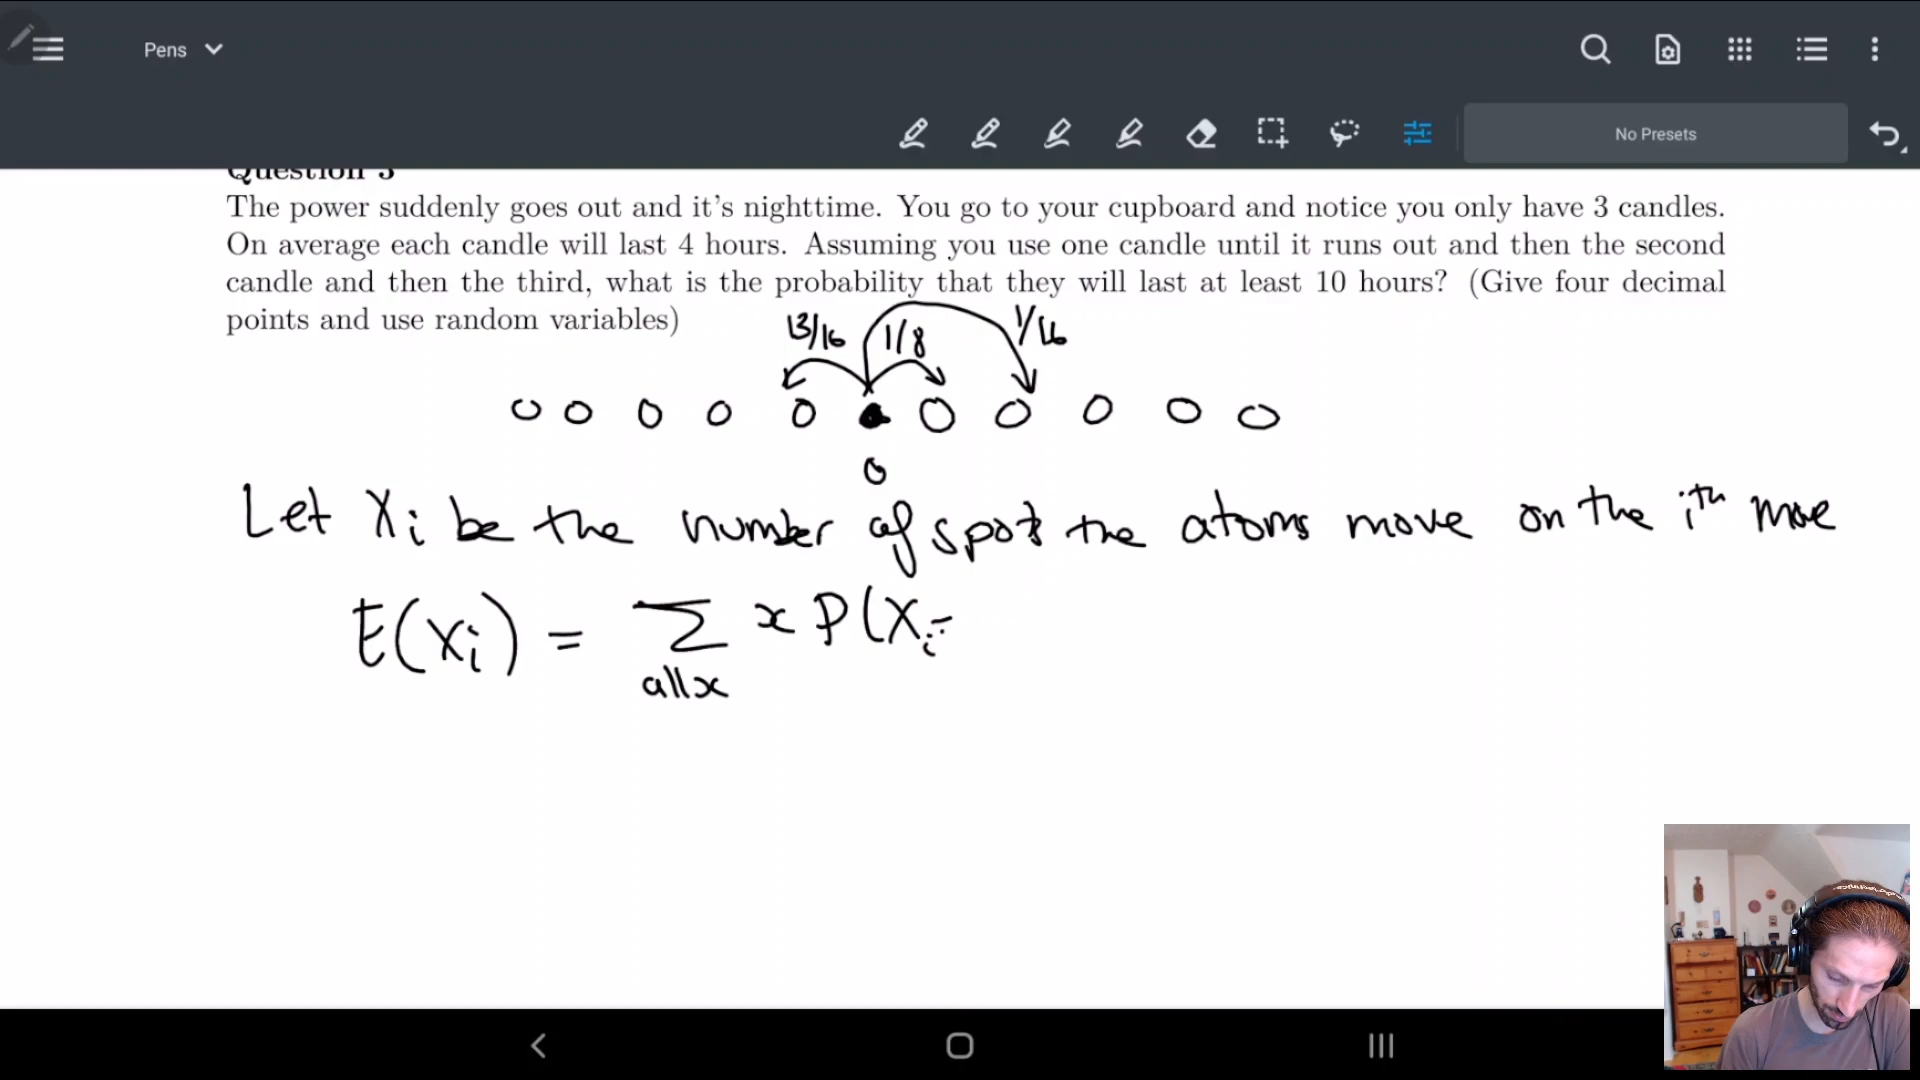 Pens
No Presets
Question 3
The power suddenly goes out and it's nighttime. You go to your cupboard and notice you only have 3 candles.
On average each candle will last 4 hours. Assuming you use one candle until it runs out and then the second
candle and then the third, what is the probability that they will last at least 10 hours? (Give four decimal
points and use random variables)
13/16 1/8 1/16
0
Let Xi be the number of spots the atoms move on the ith move
E(Xi) = Σ x P(Xi =
all x